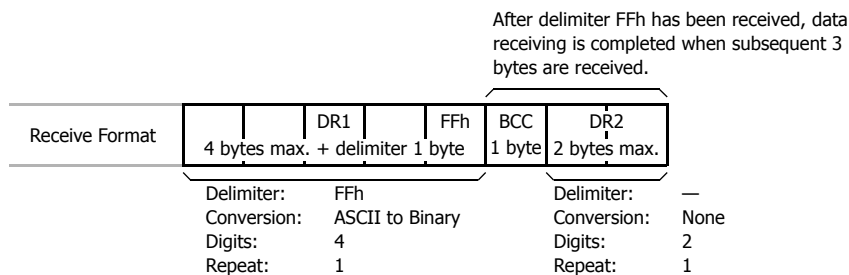 After delimiter FFh has been received, data
receiving is completed when subsequent 3
bytes are received.
Receive Format
DR1 FFh BCC DR2
4 bytes max. + delimiter 1 byte 1 byte 2 bytes max.
Delimiter: FFh Delimiter: —
Conversion: ASCII to Binary Conversion: None
Digits: 4 Digits: 2
Repeat: 1 Repeat: 1